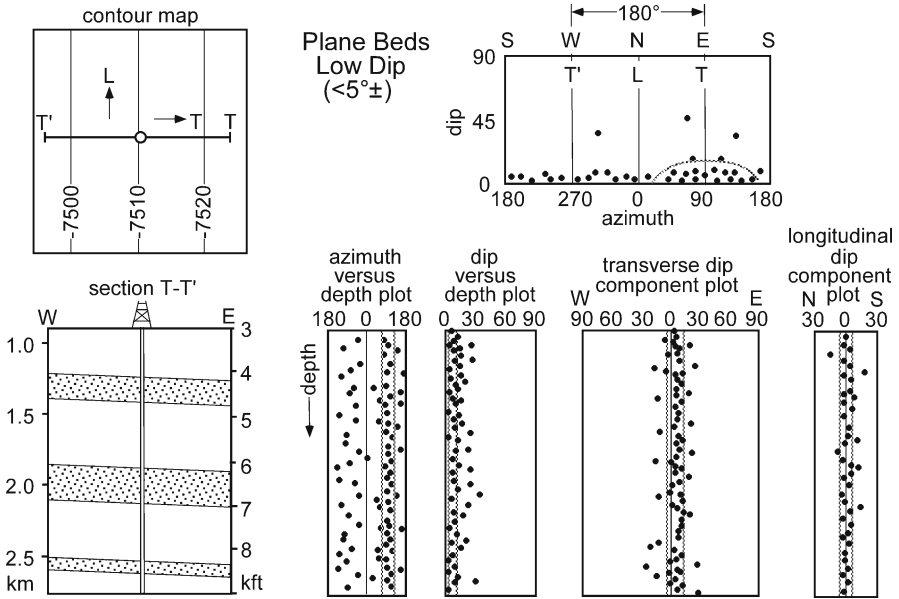 contour map
L
T'
T
T
-7500
-7510
-7520
Plane Beds
Low Dip
(<5°±)
180°
S W N E S
90
45
0
dip
T' L T
180 270 0 90 180
azimuth
section T-T'
W E
1.0
1.5
2.0
2.5
km
3
4
5
6
7
8
kft
azimuth
versus
depth plot
180 0 180
depth
dip
versus
depth plot
0 30 60 90
transverse dip
component plot
W E
90 60 30 0 30 60 90
longitudinal
dip
component
plot
N S
30 0 30